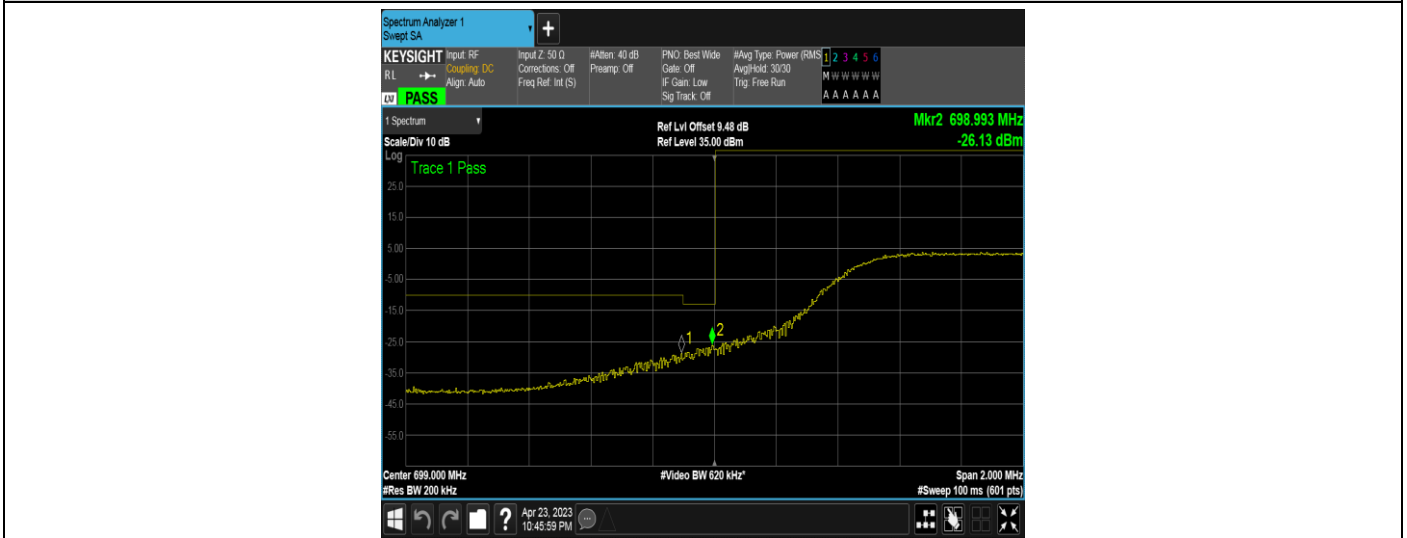 Spectrum Analyzer 1
Swept SA
+
KEYSIGHT Input: RF Input Z: 50 Ω #Atten: 40 dB PNO: Best Wide #Avg Type: Power (RMS 1 2 3 4 5 6
RL Coupling: DC Corrections: Off Preamp: Off Gate: Off Avg|Hold: 30/30 M W W W W W
Align: Auto Freq Ref: Int (S) IF Gain: Low Trig: Free Run
LXI PASS Sig Track: Off A A A A A A
1 Spectrum Ref Lvl Offset 9.48 dB Mkr2 698.993 MHz
Scale/Div 10 dB Ref Level 35.00 dBm -26.13 dBm
Log
Trace 1 Pass
25.0
15.0
5.00
-5.00
-15.0
-25.0
1 2
-35.0
-45.0
-55.0
Center 699.000 MHz #Video BW 620 kHz* Span 2.000 MHz
#Res BW 200 kHz #Sweep 100 ms (601 pts)
? Apr 23, 2023
10:45:59 PM